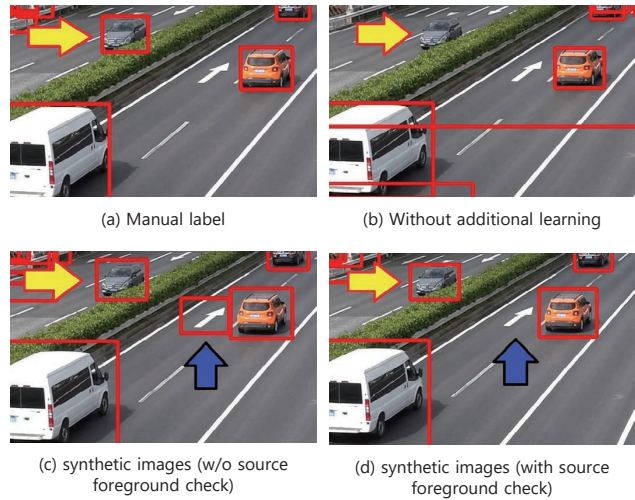 (a) Manual label
(b) Without additional learning
(c) synthetic images (w/o source
foreground check)
(d) synthetic images (with source
foreground check)